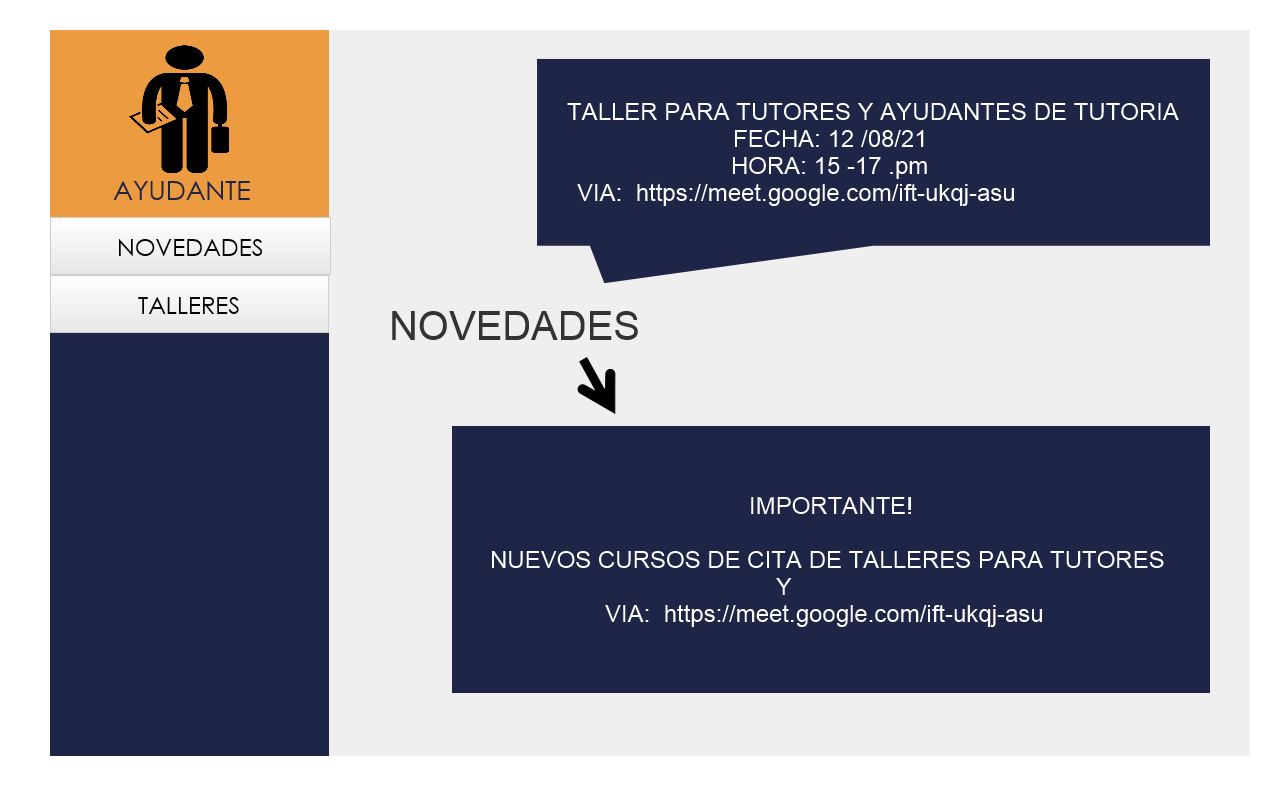 AYUDANTE
NOVEDADES
TALLERES
TALLER PARA TUTORES Y AYUDANTES DE TUTORIA
FECHA: 12 /08/21
HORA: 15 -17 .pm
VIA:  https://meet.google.com/ift-ukqj-asu
NOVEDADES
IMPORTANTE!
NUEVOS CURSOS DE CITA DE TALLERES PARA TUTORES
Y
VIA:  https://meet.google.com/ift-ukqj-asu